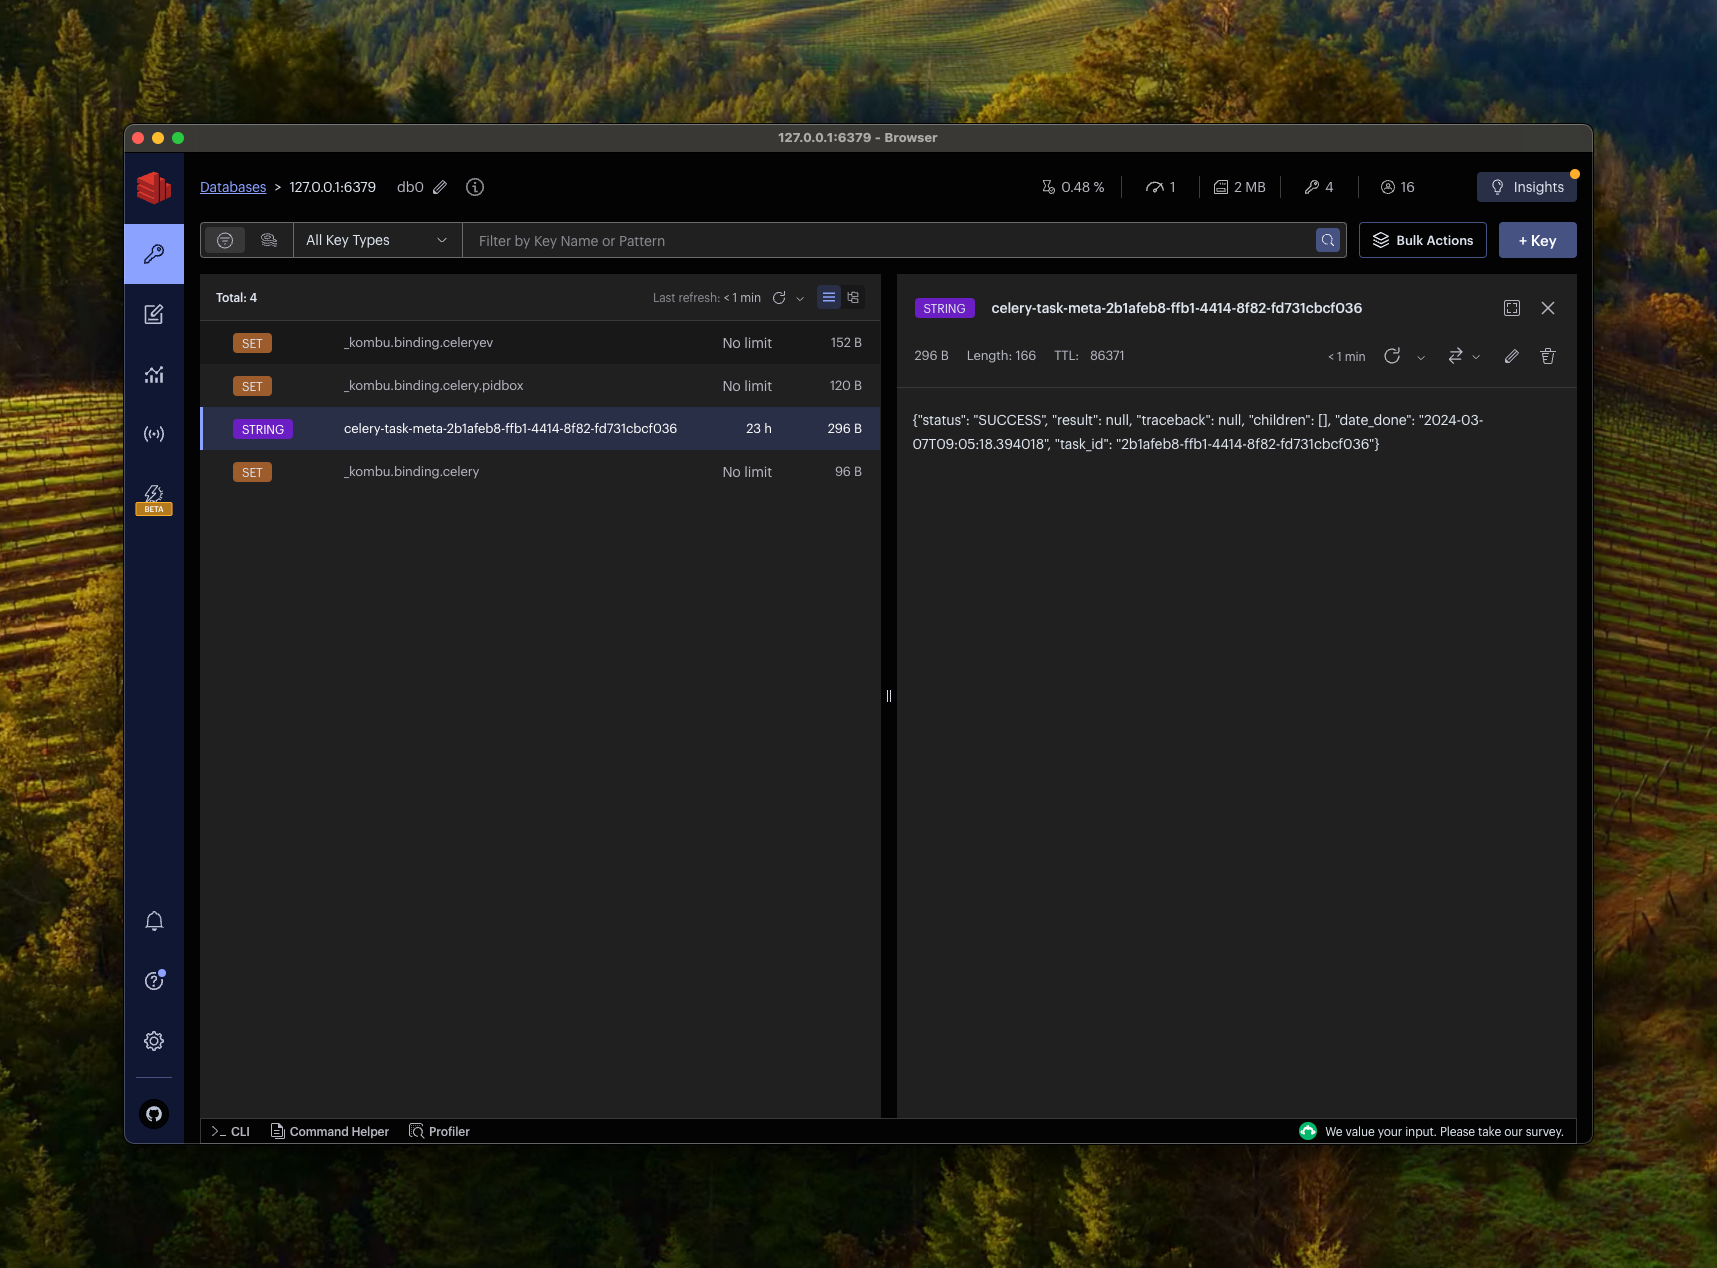 127.0.0.1:6379 - Browser
Databases > 127.0.0.1:6379 db0 0.48 % 1 2 MB 4 16 Insights
All Key Types Filter by Key Name or Pattern Bulk Actions + Key
Total: 4 Last refresh: < 1 min
SET _kombu.binding.celeryev No limit 152 B
SET _kombu.binding.celery.pidbox No limit 120 B
STRING celery-task-meta-2b1afeb8-ffb1-4414-8f82-fd731cbcf036 23 h 296 B
SET _kombu.binding.celery No limit 96 B
STRING celery-task-meta-2b1afeb8-ffb1-4414-8f82-fd731cbcf036
296 B Length: 166 TTL: 86371 < 1 min
{"status": "SUCCESS", "result": null, "traceback": null, "children": [], "date_done": "2024-03-
07T09:05:18.394018", "task_id": "2b1afeb8-ffb1-4414-8f82-fd731cbcf036"}
BETA
>_ CLI Command Helper Profiler We value your input. Please take our survey.